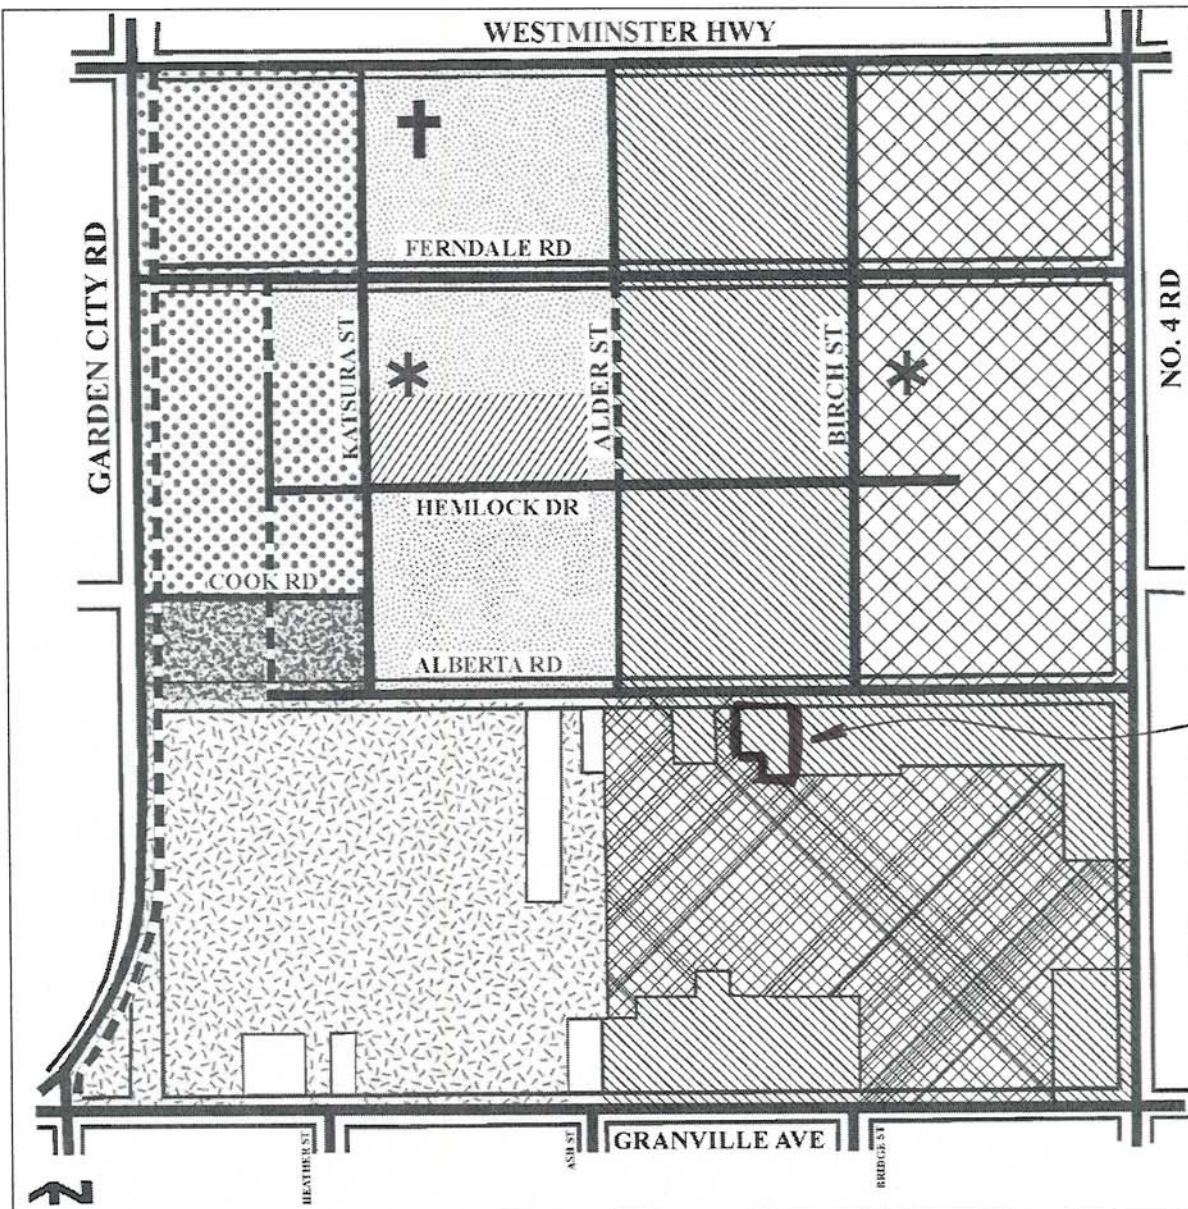 WESTMINSTER HWY
FERNDALE RD
GARDEN CITY RD
KATSURA ST
ALDER ST
BIRCH ST
NO. 4 RD
HEMLOCK DR
COOK RD
ALBERTA RD
GRANVILLE AVE
HEATHER ST
ASH ST
BRIDGE ST
N